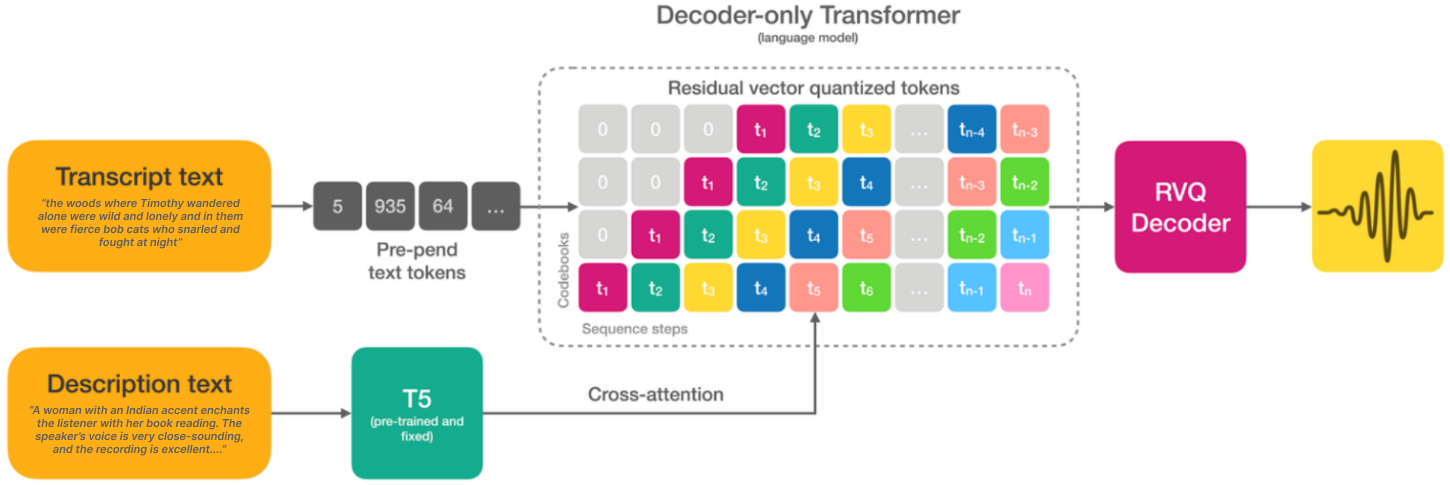 Decoder-only Transformer
(language model)
Residual vector quantized tokens
0 0 0 t₁ t₂ t₃ ... tₙ₋₄ tₙ₋₃
0 0 t₁ t₂ t₃ t₄ ... tₙ₋₃ tₙ₋₂
0 t₁ t₂ t₃ t₄ t₅ ... tₙ₋₂ tₙ₋₁
t₁ t₂ t₃ t₄ t₅ t₆ ... tₙ₋₁ tₙ
Codebooks
Sequence steps
Transcript text
"the woods where Timothy wandered
alone were wild and lonely and in them
were fierce bob cats who snarled and
fought at night"
5 935 64 ...
Pre-pend
text tokens
RVQ
Decoder
Description text
"A woman with an Indian accent enchants
the listener with her book reading. The
speaker's voice is very close-sounding,
and the recording is excellent...."
T5
(pre-trained and
fixed)
Cross-attention